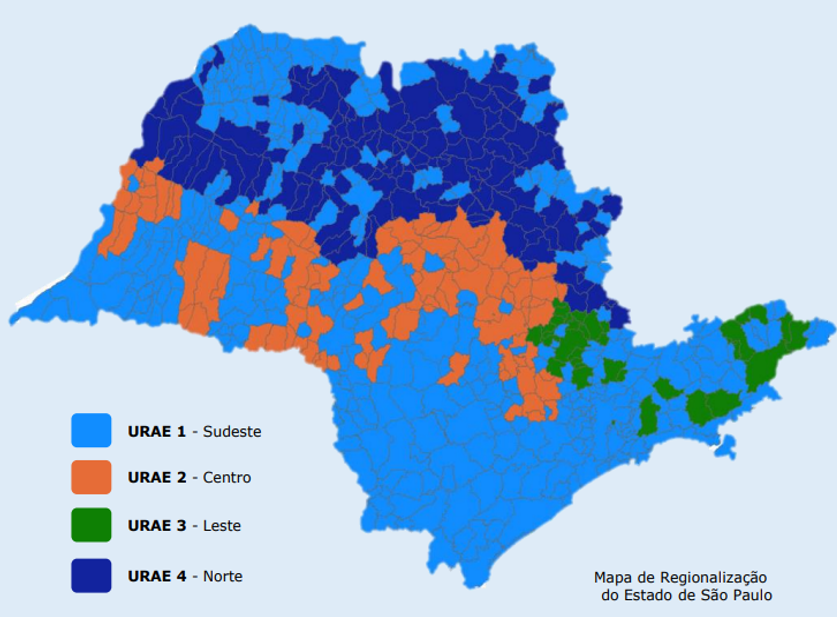 URAE 1 - Sudeste
URAE 2 - Centro
URAE 3 - Leste
URAE 4 - Norte
Mapa de Regionalização
do Estado de São Paulo